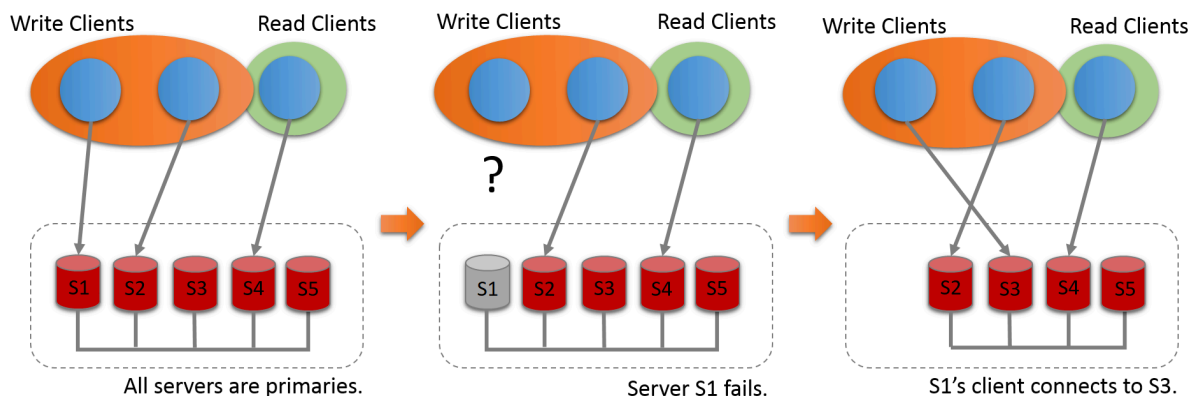 Write Clients
Read Clients
S1
S2
S3
S4
S5
All servers are primaries.
Write Clients
Read Clients
?
S1
S2
S3
S4
S5
Server S1 fails.
Write Clients
Read Clients
S2
S3
S4
S5
S1's client connects to S3.